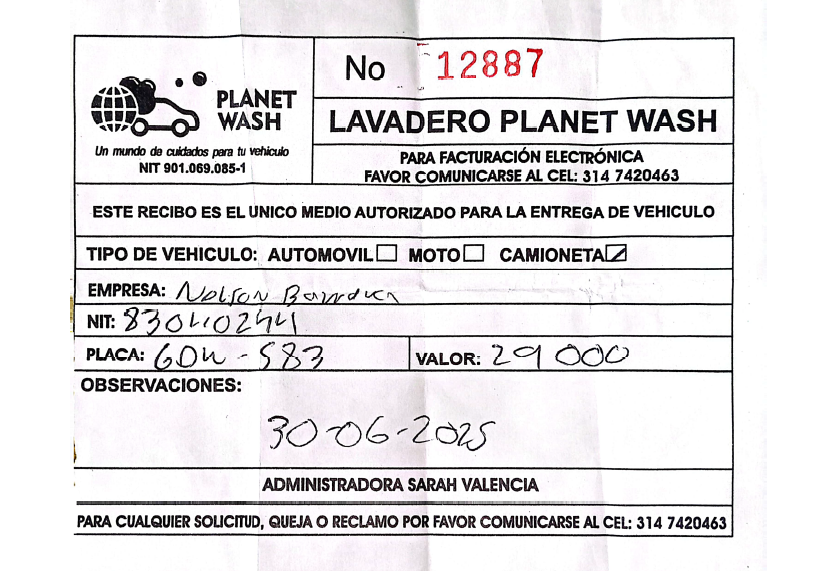 PLANET
WASH
Un mundo de cuidados para tu vehiculo
NIT 901.069.085-1
No 12887
LAVADERO PLANET WASH
PARA FACTURACIÓN ELECTRÓNICA
FAVOR COMUNICARSE AL CEL: 314 7420463
ESTE RECIBO ES EL UNICO MEDIO AUTORIZADO PARA LA ENTREGA DE VEHICULO
TIPO DE VEHICULO: AUTOMOVIL MOTO CAMIONETA
EMPRESA: Nelson
NIT: 830410244
PLACA: GDW-583 VALOR: 29 000
OBSERVACIONES:
30-06-2025
ADMINISTRADORA SARAH VALENCIA
PARA CUALQUIER SOLICITUD, QUEJA O RECLAMO POR FAVOR COMUNICARSE AL CEL: 314 7420463